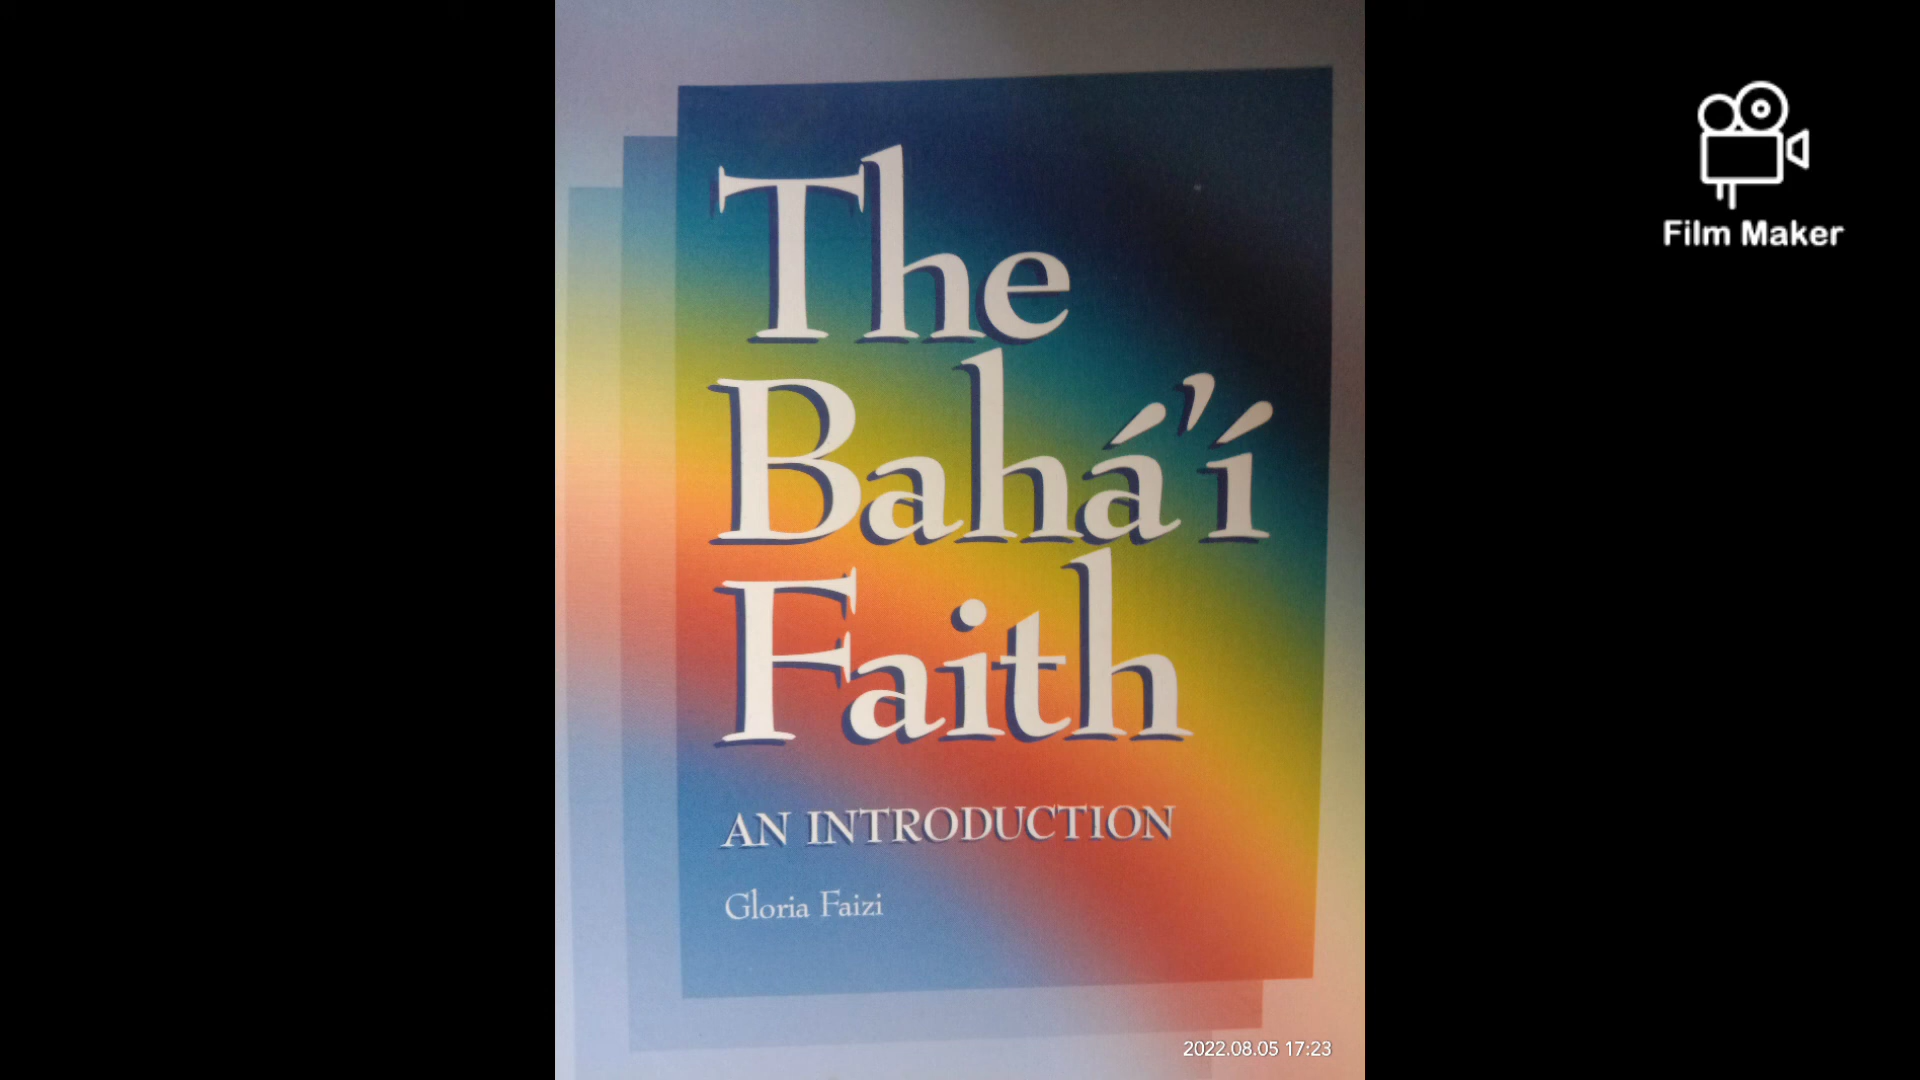 The
Bahá'í
Faith
AN INTRODUCTION
Gloria Faizi
2022.08.05 17:23
Film Maker